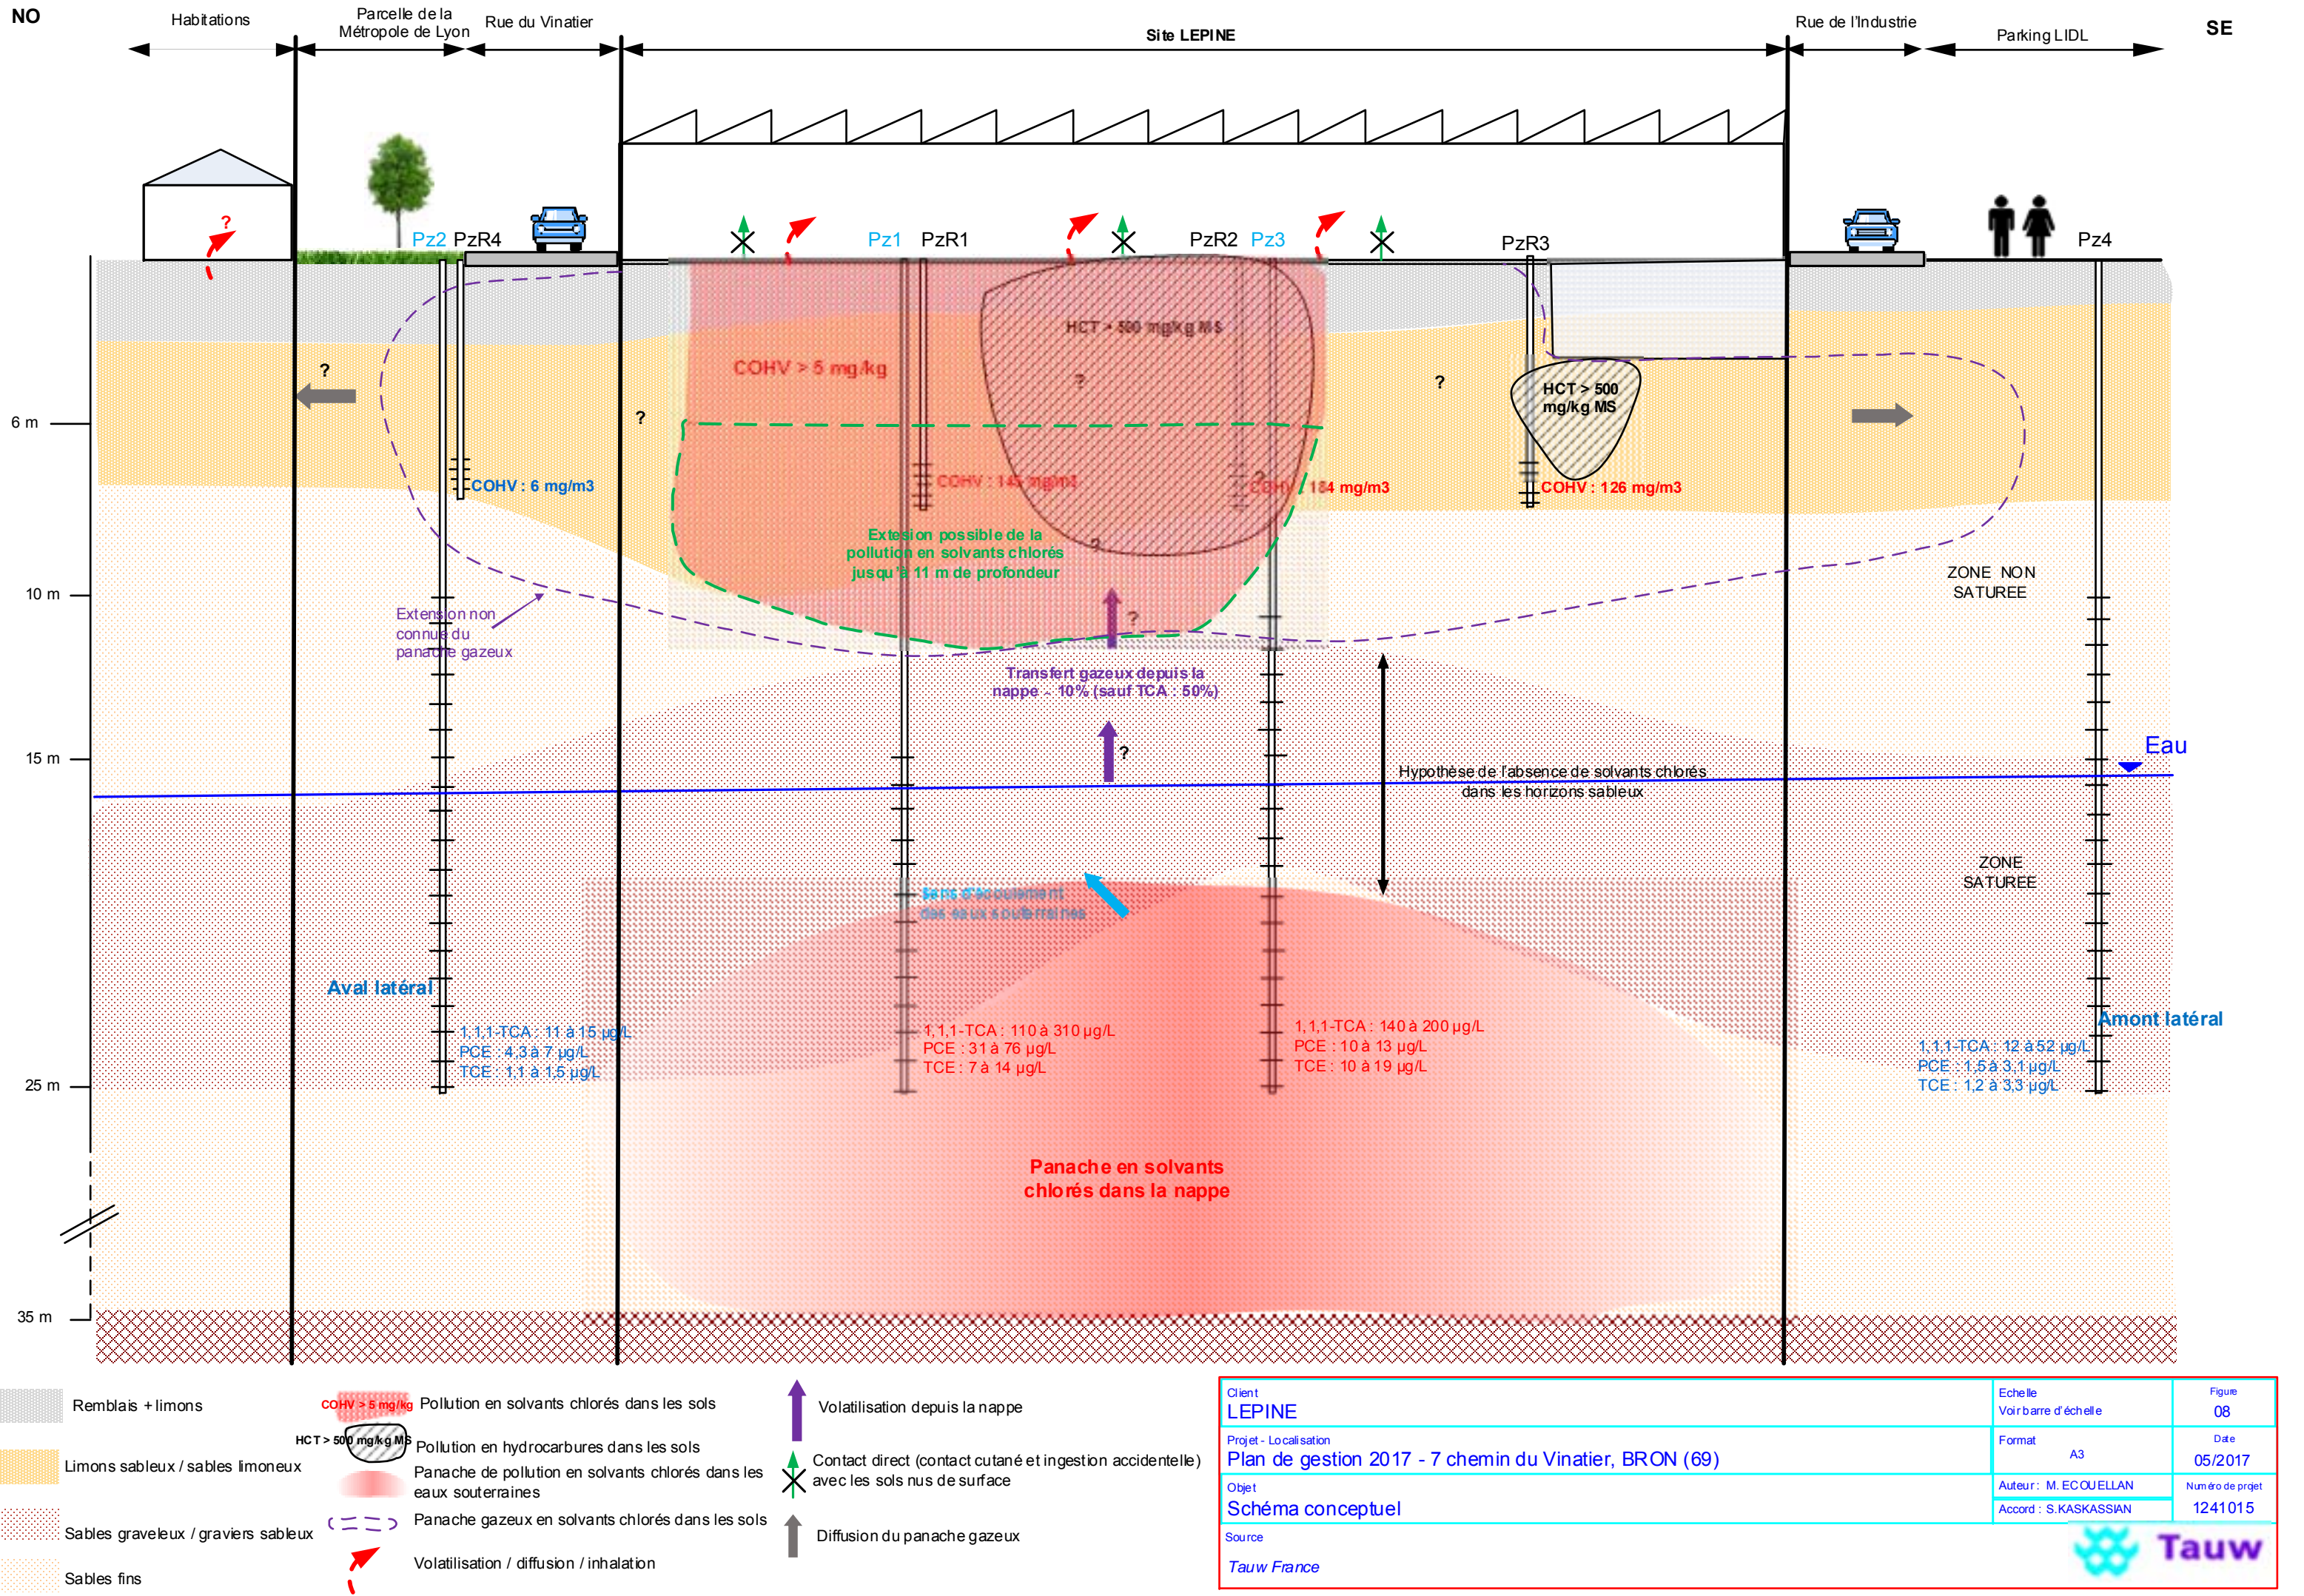 NO
Habitations
Parcelle de la
Métropole de Lyon
Rue du Vinatier
Site LEPINE
Rue de l'Industrie
Parking LIDL
SE
?
Pz2
PzR4
Pz1
PzR1
PzR2
Pz3
PzR3
Pz4
HCT > 500 mg/kg MS
COHV > 5 mg/kg
?
?
?
?
HCT > 500
mg/kg MS
6 m
COHV : 6 mg/m3
COHV : 145 mg/m3
?
COHV : 184 mg/m3
COHV : 126 mg/m3
Extesion possible de la
pollution en solvants chlorés
jusqu'à 11 m de profondeur
?
10 m
ZONE NON
SATUREE
Extension non
connue du
panache gazeux
?
Transfert gazeux depuis la
nappe ~ 10% (sauf TCA : 50%)
15 m
?
Eau
Hypothèse de l'absence de solvants chlorés
dans les horizons sableux
ZONE
SATUREE
Sens d'écoulement
des eaux souterraines
Aval latéral
Amont latéral
1,1,1-TCA : 11 à 15 µg/L
PCE : 4,3 à 7 µg/L
TCE : 1,1 à 1,5 µg/L
1,1,1-TCA : 110 à 310 µg/L
PCE : 31 à 76 µg/L
TCE : 7 à 14 µg/L
1,1,1-TCA : 140 à 200 µg/L
PCE : 10 à 13 µg/L
TCE : 10 à 19 µg/L
1,1,1-TCA : 12 à 52 µg/L
PCE : 1,5 à 3,1 µg/L
TCE : 1,2 à 3,3 µg/L
25 m
Panache en solvants
chlorés dans la nappe
35 m
Remblais + limons
Limons sableux / sables limoneux
Sables graveleux / graviers sableux
Sables fins
COHV > 5 mg/kg
Pollution en solvants chlorés dans les sols
HCT > 500 mg/kg MS
Pollution en hydrocarbures dans les sols
Panache de pollution en solvants chlorés dans les
eaux souterraines
Panache gazeux en solvants chlorés dans les sols
Volatilisation / diffusion / inhalation
Volatilisation depuis la nappe
Contact direct (contact cutané et ingestion accidentelle)
avec les sols nus de surface
Diffusion du panache gazeux
Client
LEPINE
Echelle
Voir barre d'échelle
Figure
08
Projet - Localisation
Plan de gestion 2017 - 7 chemin du Vinatier, BRON (69)
Format
A3
Date
05/2017
Objet
Schéma conceptuel
Auteur : M. ECOUELLAN
Accord : S.KASKASSIAN
Numéro de projet
1241015
Source
Tauw France
Tauw